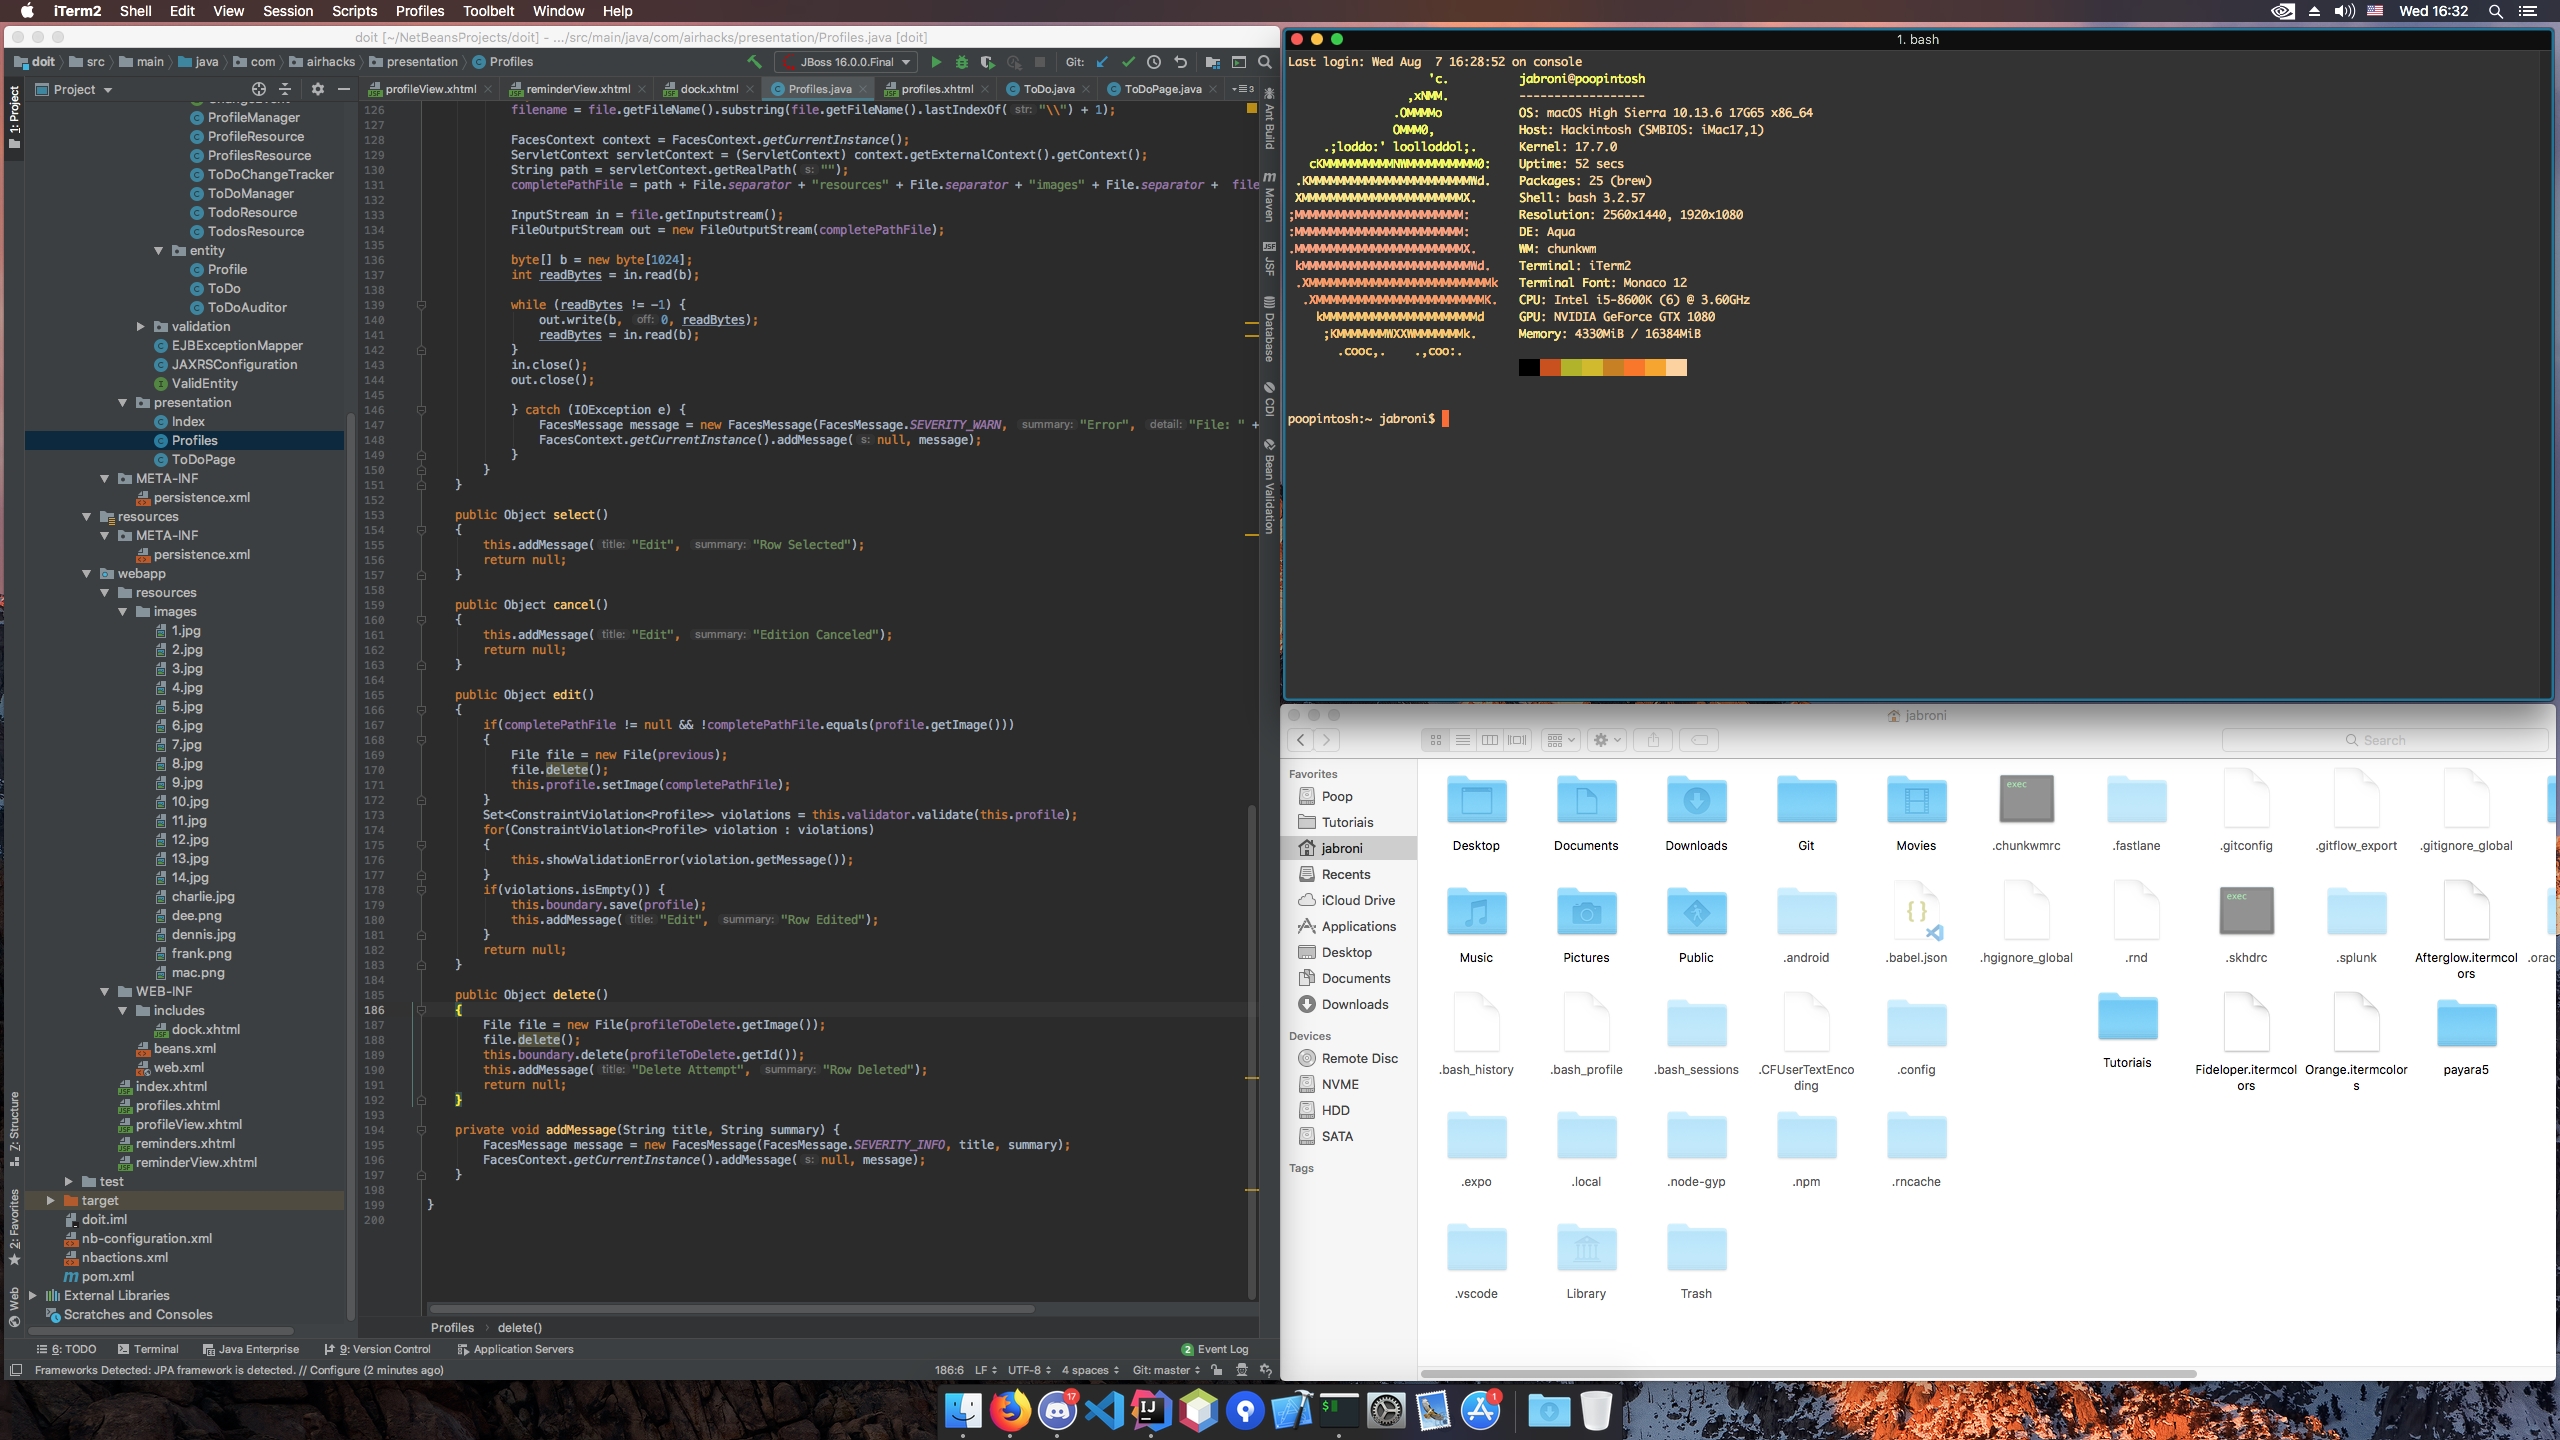 iTerm2 Shell Edit View Session Scripts Profiles Toolbelt Window Help
Wed 16:32
doit [~/NetBeansProjects/doit] - .../src/main/java/com/airhacks/presentation/Profiles.java [doit]
doit src main java com airhacks presentation Profiles
JBoss 16.0.0.Final
Git:
Project
profileView.xhtml reminderView.xhtml dock.xhtml Profiles.java profiles.xhtml ToDo.java ToDoPage.java
1: Project
7: Structure
2: Favorites
Web
ProfileManager
ProfileResource
ProfilesResource
ToDoChangeTracker
ToDoManager
TodoResource
TodosResource
entity
Profile
ToDo
ToDoAuditor
validation
EJBExceptionMapper
JAXRSConfiguration
ValidEntity
presentation
Index
Profiles
ToDoPage
META-INF
persistence.xml
resources
META-INF
persistence.xml
webapp
resources
images
1.jpg
2.jpg
3.jpg
4.jpg
5.jpg
6.jpg
7.jpg
8.jpg
9.jpg
10.jpg
11.jpg
12.jpg
13.jpg
14.jpg
charlie.jpg
dee.png
dennis.jpg
frank.png
mac.png
WEB-INF
includes
dock.xhtml
beans.xml
web.xml
index.xhtml
profiles.xhtml
profileView.xhtml
reminders.xhtml
reminderView.xhtml
test
target
doit.iml
nb-configuration.xml
nbactions.xml
pom.xml
External Libraries
Scratches and Consoles
126 filename = file.getFileName().substring(file.getFileName().lastIndexOf( str: "\\") + 1);
127
128 FacesContext context = FacesContext.getCurrentInstance();
129 ServletContext servletContext = (ServletContext) context.getExternalContext().getContext();
130 String path = servletContext.getRealPath( s: "");
131 completePathFile = path + File.separator + "resources" + File.separator + "images" + File.separator + file
132
133 InputStream in = file.getInputstream();
134 FileOutputStream out = new FileOutputStream(completePathFile);
135
136 byte[] b = new byte[1024];
137 int readBytes = in.read(b);
138
139 while (readBytes != -1) {
140 out.write(b, off: 0, readBytes);
141 readBytes = in.read(b);
142 }
143 in.close();
144 out.close();
145
146 } catch (IOException e) {
147 FacesMessage message = new FacesMessage(FacesMessage.SEVERITY_WARN, summary: "Error", detail: "File: " +
148 FacesContext.getCurrentInstance().addMessage( s: null, message);
149 }
150 }
151 }
152
153 public Object select()
154 {
155 this.addMessage( title: "Edit", summary: "Row Selected");
156 return null;
157 }
158
159 public Object cancel()
160 {
161 this.addMessage( title: "Edit", summary: "Edition Canceled");
162 return null;
163 }
164
165 public Object edit()
166 {
167 if(completePathFile != null && !completePathFile.equals(profile.getImage()))
168 {
169 File file = new File(previous);
170 file.delete();
171 this.profile.setImage(completePathFile);
172 }
173 Set<ConstraintViolation<Profile>> violations = this.validator.validate(this.profile);
174 for(ConstraintViolation<Profile> violation : violations)
175 {
176 this.showValidationError(violation.getMessage());
177 }
178 if(violations.isEmpty()) {
179 this.boundary.save(profile);
180 this.addMessage( title: "Edit", summary: "Row Edited");
181 }
182 return null;
183 }
184
185 public Object delete()
186 {
187 File file = new File(profileToDelete.getImage());
188 file.delete();
189 this.boundary.delete(profileToDelete.getId());
190 this.addMessage( title: "Delete Attempt", summary: "Row Deleted");
191 return null;
192 }
193
194 private void addMessage(String title, String summary) {
195 FacesMessage message = new FacesMessage(FacesMessage.SEVERITY_INFO, title, summary);
196 FacesContext.getCurrentInstance().addMessage( s: null, message);
197 }
198
199 }
200
Profiles delete()
Ant Build
Maven
JSF
Database
CDI
Bean Validation
6: TODO Terminal Java Enterprise 9: Version Control Application Servers 2 Event Log
Frameworks Detected: JPA framework is detected. // Configure (2 minutes ago) 186:6 LF UTF-8 4 spaces Git: master
1. bash
Last login: Wed Aug 7 16:28:52 on console
jabroni@poopintosh
------------------
OS: macOS High Sierra 10.13.6 17G65 x86_64
Host: Hackintosh (SMBIOS: iMac17,1)
Kernel: 17.7.0
Uptime: 52 secs
Packages: 25 (brew)
Shell: bash 3.2.57
Resolution: 2560x1440, 1920x1080
DE: Aqua
WM: chunkwm
Terminal: iTerm2
Terminal Font: Monaco 12
CPU: Intel i5-8600K (6) @ 3.60GHz
GPU: NVIDIA GeForce GTX 1080
Memory: 4330MiB / 16384MiB
poopintosh:~ jabroni$
jabroni
Search
Favorites
Poop
Tutoriais
jabroni
Recents
iCloud Drive
Applications
Desktop
Documents
Downloads
Devices
Remote Disc
NVME
HDD
SATA
Tags
exec
Desktop Documents Downloads Git Movies .chunkwmrc .fastlane .gitconfig .gitflow_export .gitignore_global
exec
Music Pictures Public .android .babel.json .hgignore_global .rnd .skhdrc .splunk Afterglow.itermcolors .orac
.bash_history .bash_profile .bash_sessions .CFUserTextEncoding .config Tutoriais Fideloper.itermcolors Orange.itermcolors payara5
.expo .local .node-gyp .npm .rncache
.vscode Library Trash
17
IJ
1